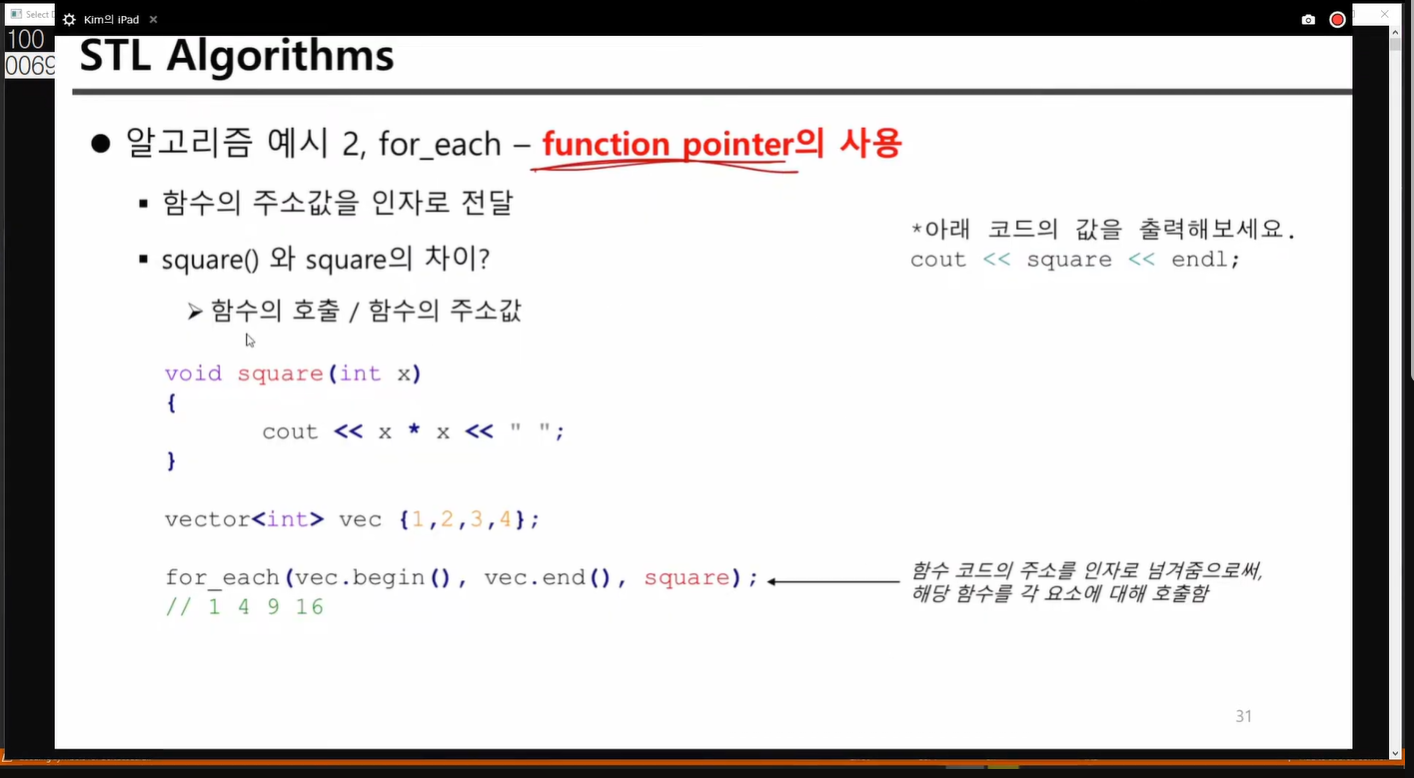 Kim의 iPad
100
0069
STL Algorithms
알고리즘 예시 2, for_each – function pointer의 사용
함수의 주소값을 인자로 전달
square() 와 square의 차이?
함수의 호출 / 함수의 주소값
*아래 코드의 값을 출력해보세요.
cout << square << endl;
void square(int x)
{
cout << x * x << " ";
}
vector<int> vec {1,2,3,4};
for_each(vec.begin(), vec.end(), square);
// 1 4 9 16
함수 코드의 주소를 인자로 넘겨줌으로써,
해당 함수를 각 요소에 대해 호출함
31